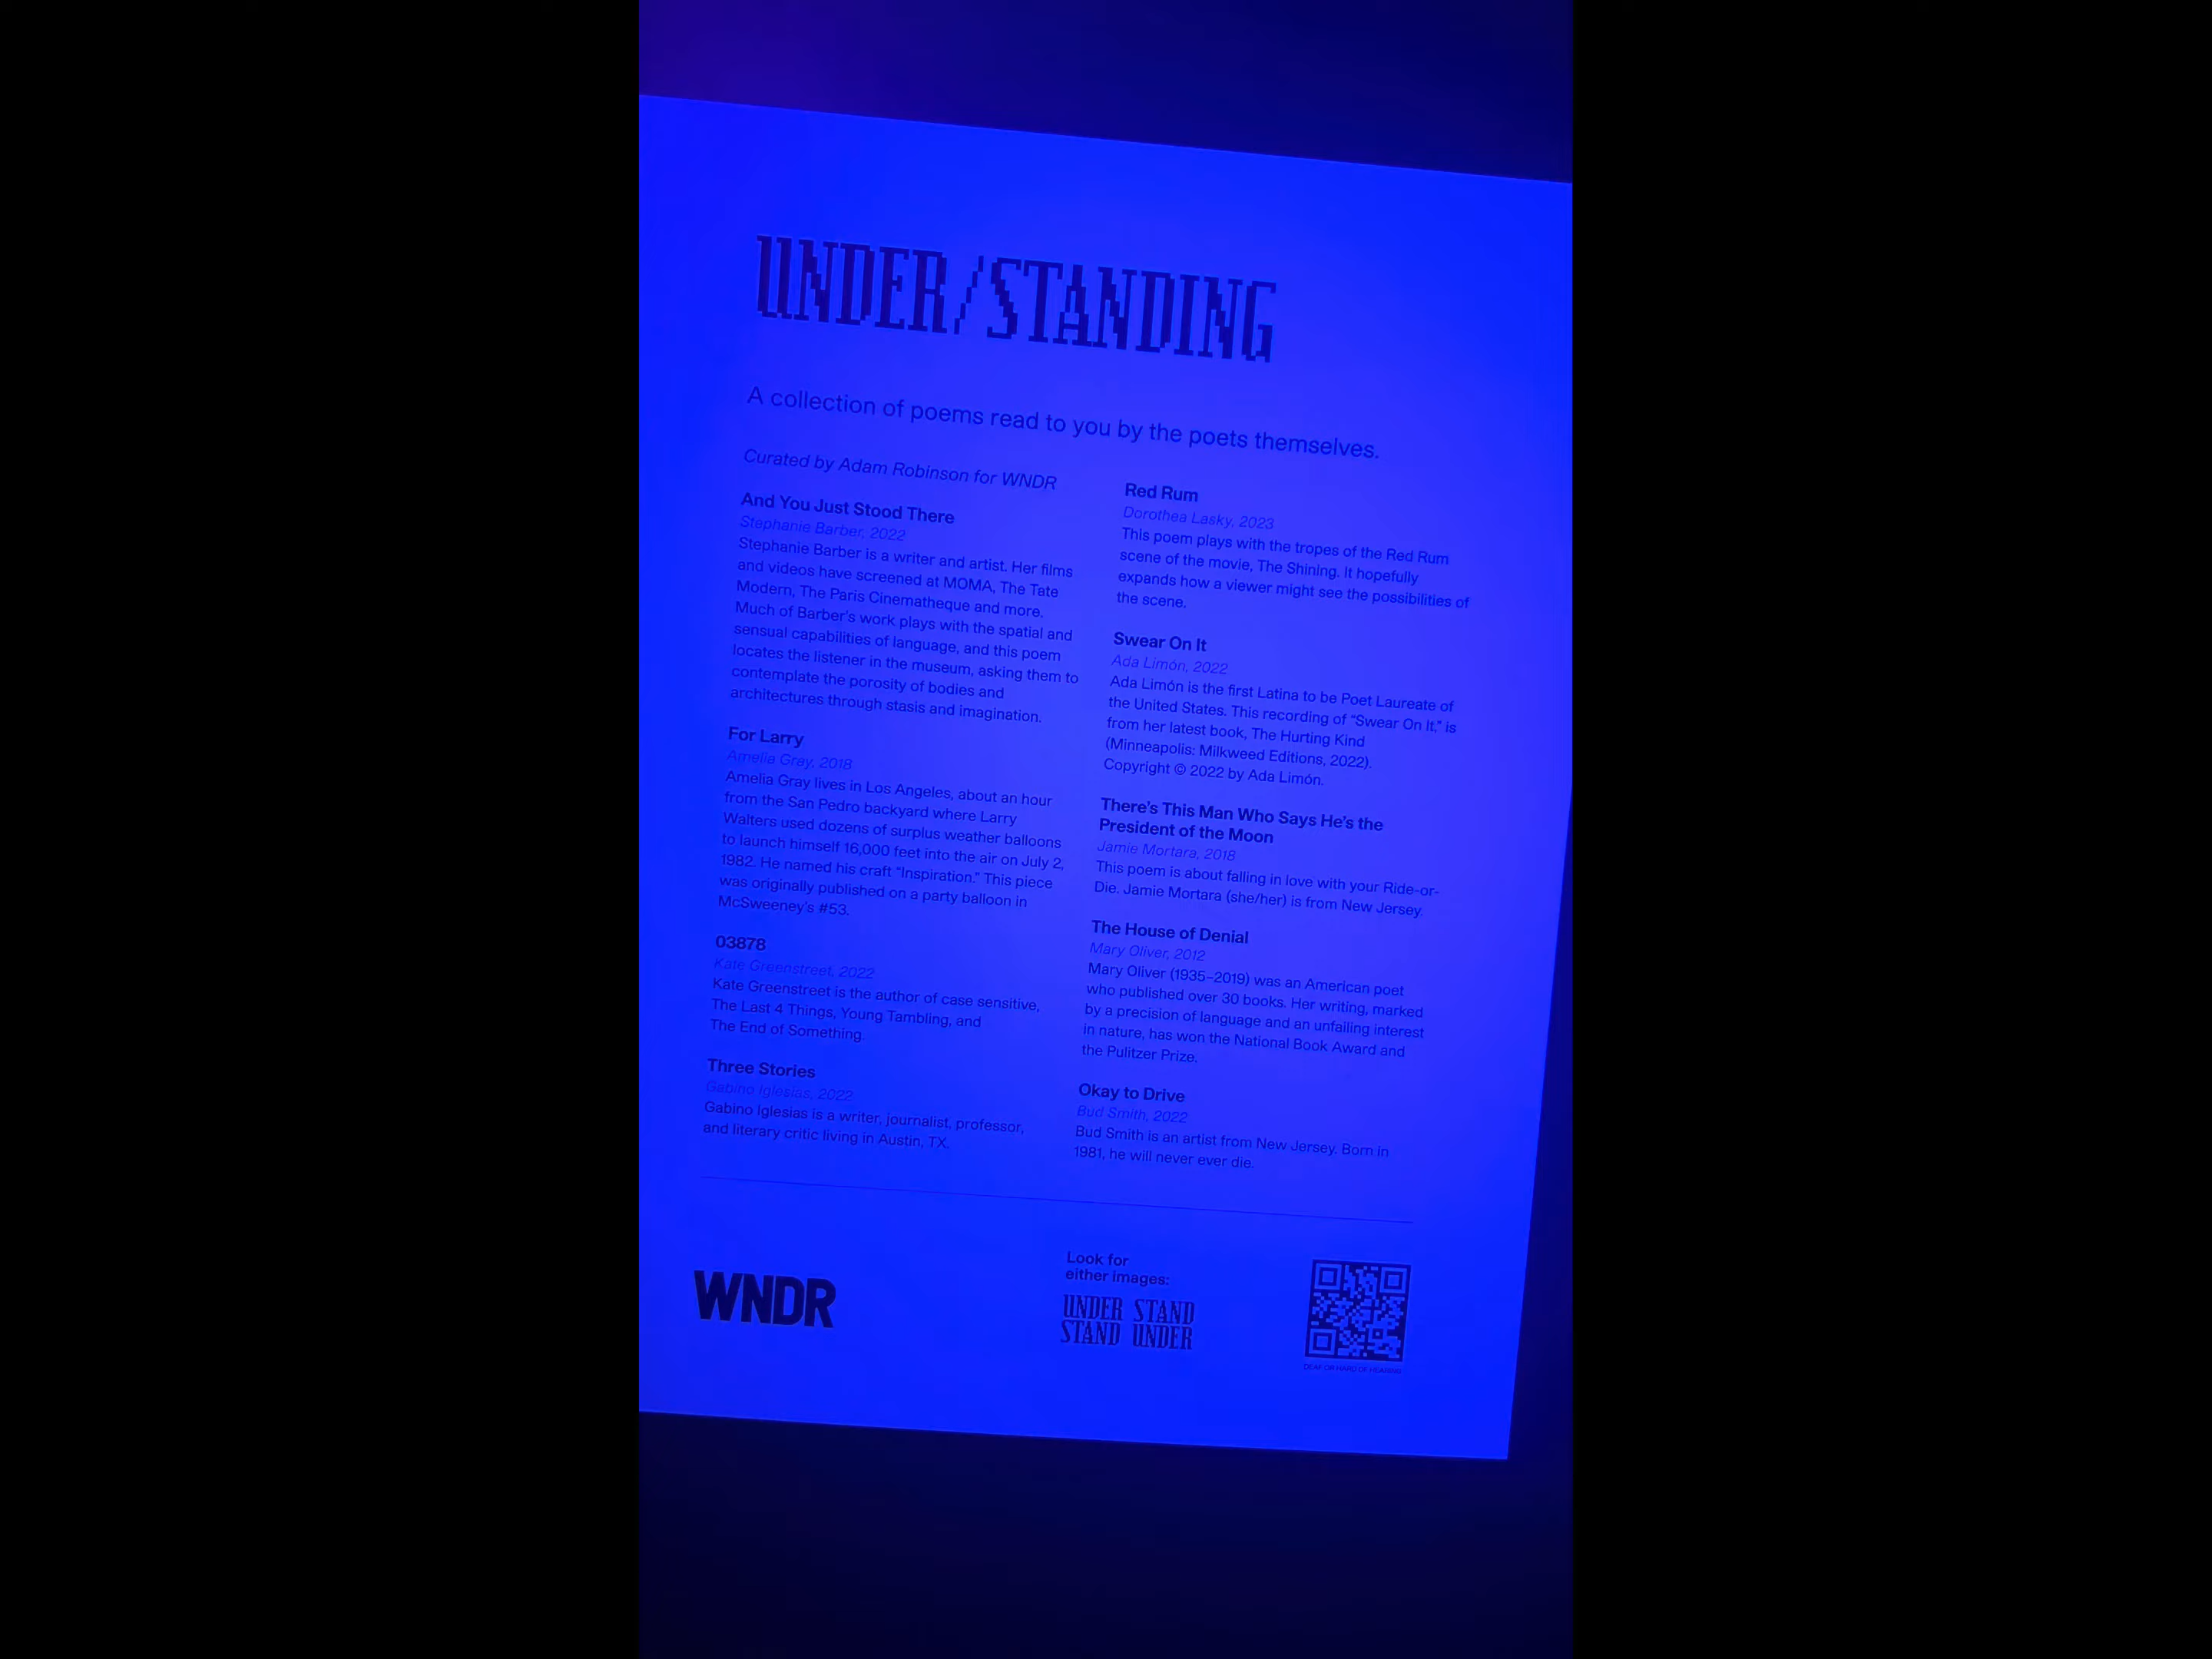 UNDER/STANDING
A collection of poems read to you by the poets themselves.
Curated by Adam Robinson for WNDR
And You Just Stood There
Stephanie Barber, 2022
Stephanie Barber is a writer and artist. Her films
and videos have screened at MOMA, The Tate
Modern, The Paris Cinematheque and more.
Much of Barber's work plays with the spatial and
sensual capabilities of language, and this poem
locates the listener in the museum, asking them to
contemplate the porosity of bodies and
architectures through stasis and imagination.
For Larry
Amelia Gray, 2018
Amelia Gray lives in Los Angeles, about an hour
from the San Pedro backyard where Larry
Walters used dozens of surplus weather balloons
to launch himself 16,000 feet into the air on July 2,
1982. He named his craft "Inspiration." This piece
was originally published on a party balloon in
McSweeney's #53.
03878
Kate Greenstreet, 2022
Kate Greenstreet is the author of case sensitive,
The Last 4 Things, Young Tambling, and
The End of Something.
Three Stories
Gabino Iglesias, 2022
Gabino Iglesias is a writer, journalist, professor,
and literary critic living in Austin, TX.
Red Rum
Dorothea Lasky, 2023
This poem plays with the tropes of the Red Rum
scene of the movie, The Shining. It hopefully
expands how a viewer might see the possibilities of
the scene.
Swear On It
Ada Limón, 2022
Ada Limón is the first Latina to be Poet Laureate of
the United States. This recording of "Swear On It," is
from her latest book, The Hurting Kind
(Minneapolis: Milkweed Editions, 2022).
Copyright © 2022 by Ada Limón.
There's This Man Who Says He's the
President of the Moon
Jamie Mortara, 2018
This poem is about falling in love with your Ride-or-
Die. Jamie Mortara (she/her) is from New Jersey.
The House of Denial
Mary Oliver, 2012
Mary Oliver (1935–2019) was an American poet
who published over 30 books. Her writing, marked
by a precision of language and an unfailing interest
in nature, has won the National Book Award and
the Pulitzer Prize.
Okay to Drive
Bud Smith, 2022
Bud Smith is an artist from New Jersey. Born in
1981, he will never ever die.
WNDR
Look for
either images:
UNDER STAND
STAND UNDER
DEAF OR HARD OF HEARING